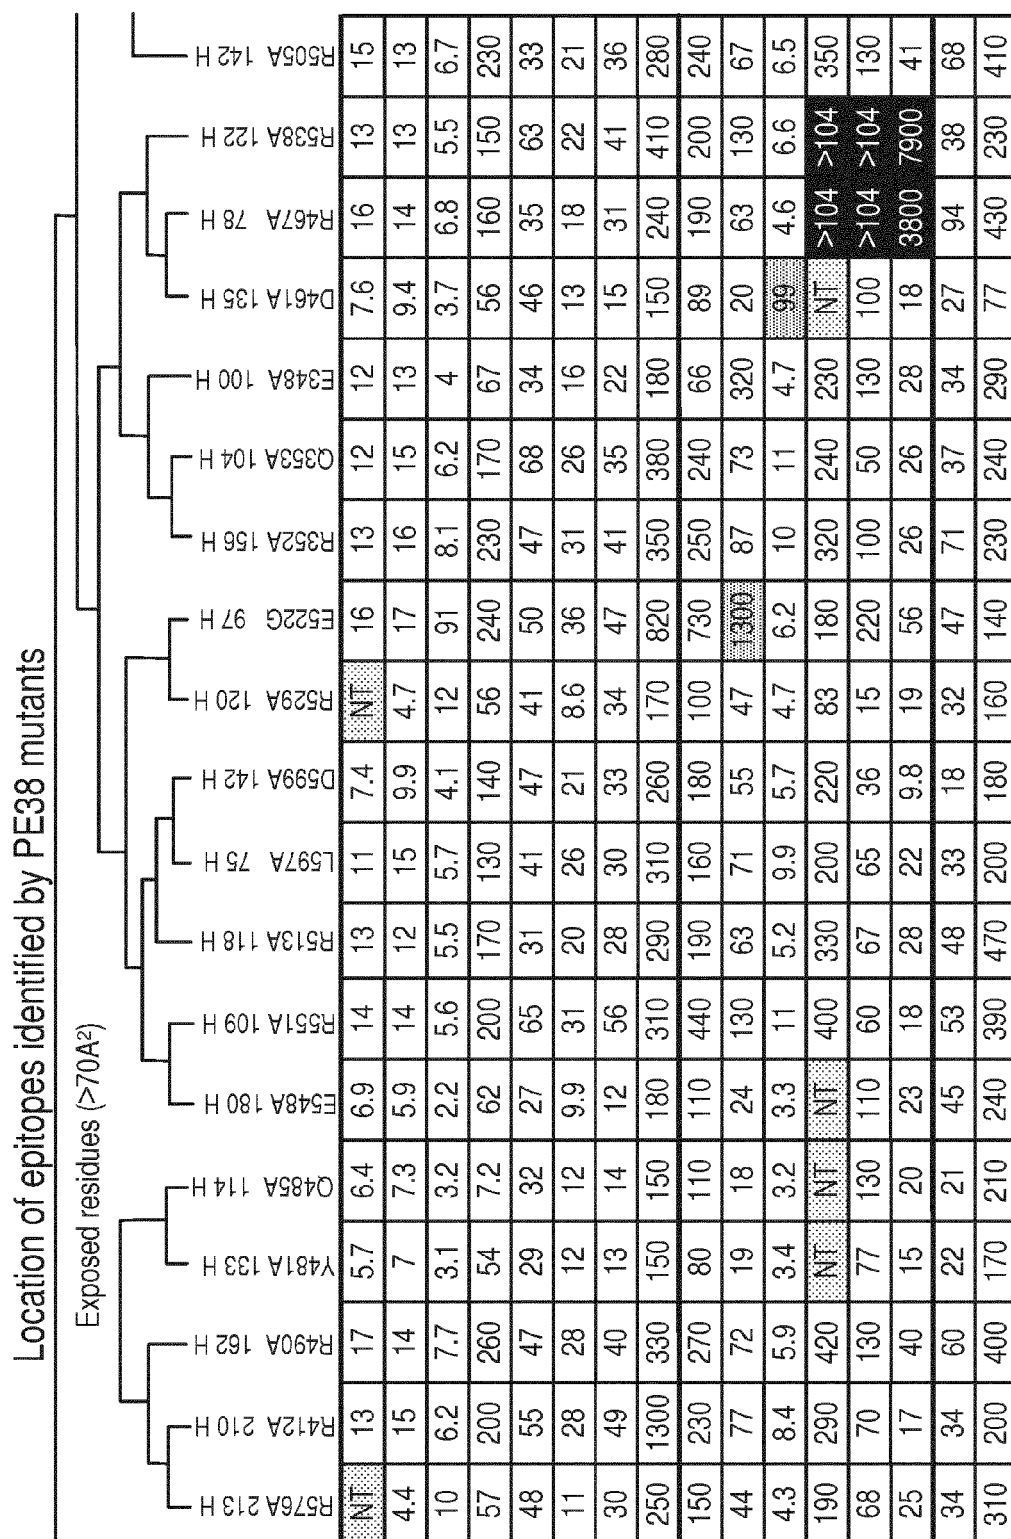 Location of epitopes identified by PE38 mutants
Exposed residues (>70A²)
R576A 213 H
R412A 210 H
R490A 162 H
Y481A 133 H
Q485A 114 H
E548A 180 H
R551A 109 H
R513A 118 H
L597A 75 H
D599A 142 H
R529A 120 H
E522G 97 H
R352A 156 H
Q353A 104 H
E348A 100 H
D461A 135 H
R467A 78 H
R538A 122 H
R505A 142 H
NT 13 17 5.7 6.4 6.9 14 13 11 7.4 NT 16 13 12 12 7.6 16 13 15
4.4 15 14 7 7.3 5.9 14 12 15 9.9 4.7 17 16 15 13 9.4 14 13 13
10 6.2 7.7 3.1 3.2 2.2 5.6 5.5 5.7 4.1 12 91 8.1 6.2 4 3.7 6.8 5.5 6.7
57 200 260 54 7.2 62 200 170 130 140 56 240 230 170 67 56 160 150 230
48 55 47 29 32 27 65 31 41 47 41 50 47 68 34 46 35 63 33
11 28 28 12 12 9.9 31 20 26 21 8.6 36 31 26 16 13 18 22 21
30 49 40 13 14 12 56 28 30 33 34 47 41 35 22 15 31 41 36
250 1300 330 150 150 180 310 290 310 260 170 820 350 380 180 150 240 410 280
150 230 270 80 110 110 440 190 160 180 100 730 250 240 66 89 190 200 240
44 77 72 19 18 24 130 63 71 55 47 1300 87 73 320 20 63 130 67
4.3 8.4 5.9 3.4 3.2 3.3 11 5.2 9.9 5.7 4.7 6.2 10 11 4.7 99 4.6 6.6 6.5
190 290 420 NT NT NT 400 330 200 220 83 180 320 240 230 NT >104 >104 350
68 70 130 77 130 110 60 67 65 36 15 220 100 50 130 100 >104 >104 130
25 17 40 15 20 23 18 28 22 9.8 19 56 26 26 28 18 3800 7900 41
34 34 60 22 21 45 53 48 33 18 32 47 71 37 34 27 94 38 68
310 200 400 170 210 240 390 470 200 180 160 140 230 240 290 77 430 230 410